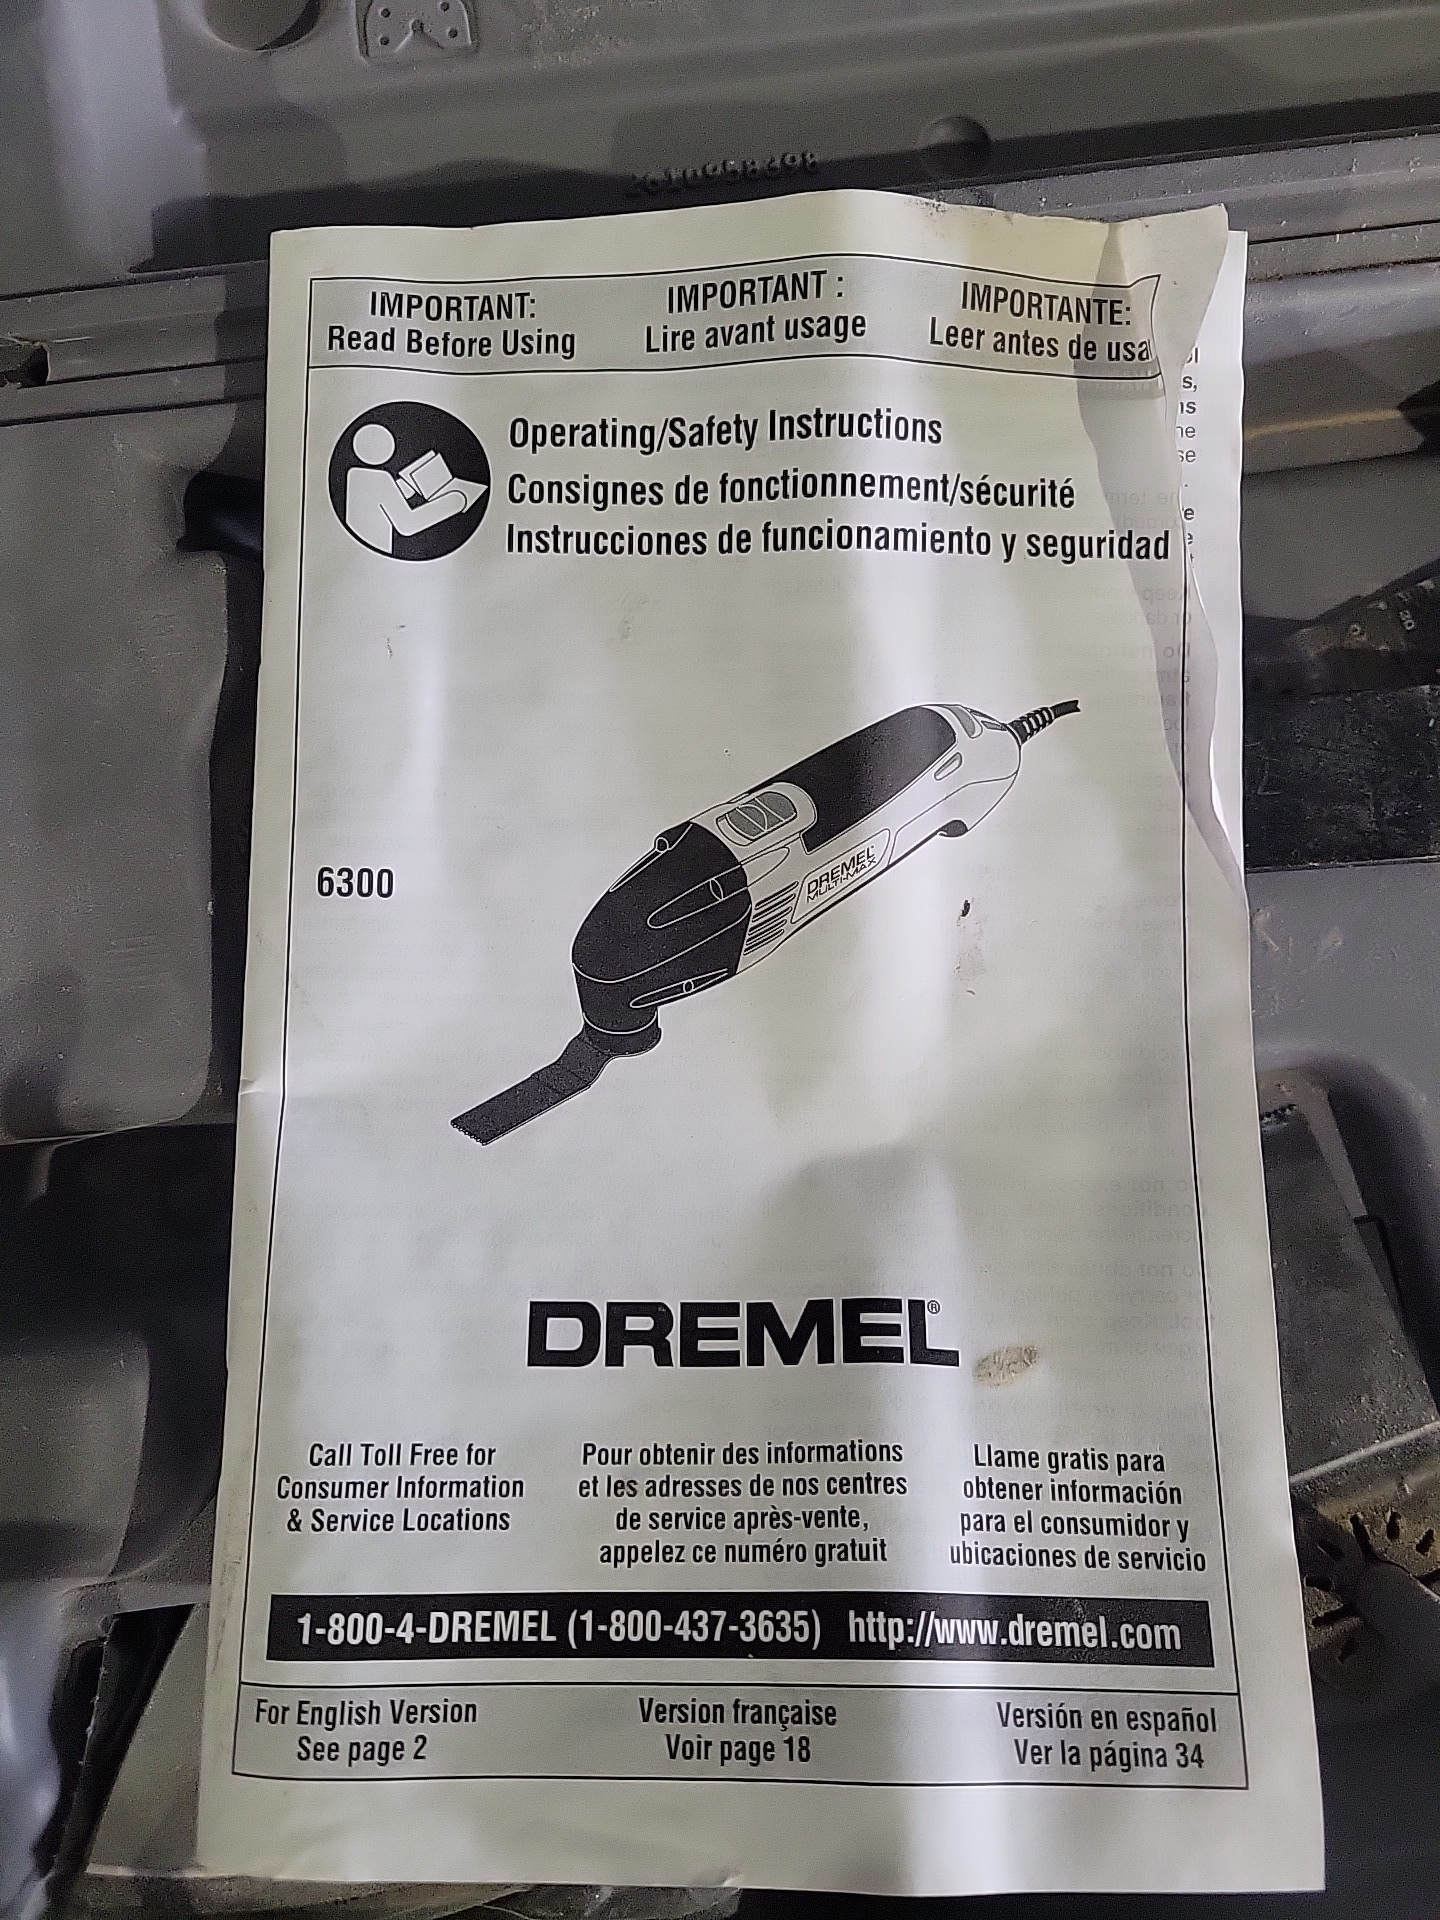 IMPORTANT:
Read Before Using
IMPORTANT :
Lire avant usage
IMPORTANTE:
Leer antes de usa
Operating/Safety Instructions
Consignes de fonctionnement/sécurité
Instrucciones de funcionamiento y seguridad
6300
DREMEL
MULTI-MAX
DREMEL®
Call Toll Free for
Consumer Information
& Service Locations
Pour obtenir des informations
et les adresses de nos centres
de service après-vente,
appelez ce numéro gratuit
Llame gratis para
obtener información
para el consumidor y
ubicaciones de servicio
1-800-4-DREMEL (1-800-437-3635) http://www.dremel.com
For English Version
See page 2
Version française
Voir page 18
Versión en español
Ver la página 34